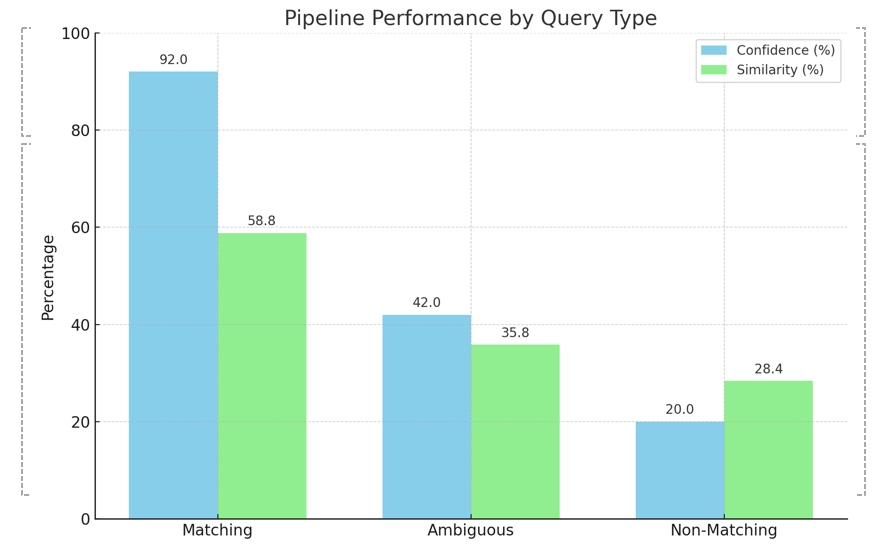 Pipeline Performance by Query Type
Confidence (%)
Similarity (%)
Percentage
100
80
60
40
20
0
92.0
58.8
42.0
35.8
20.0
28.4
Matching
Ambiguous
Non-Matching